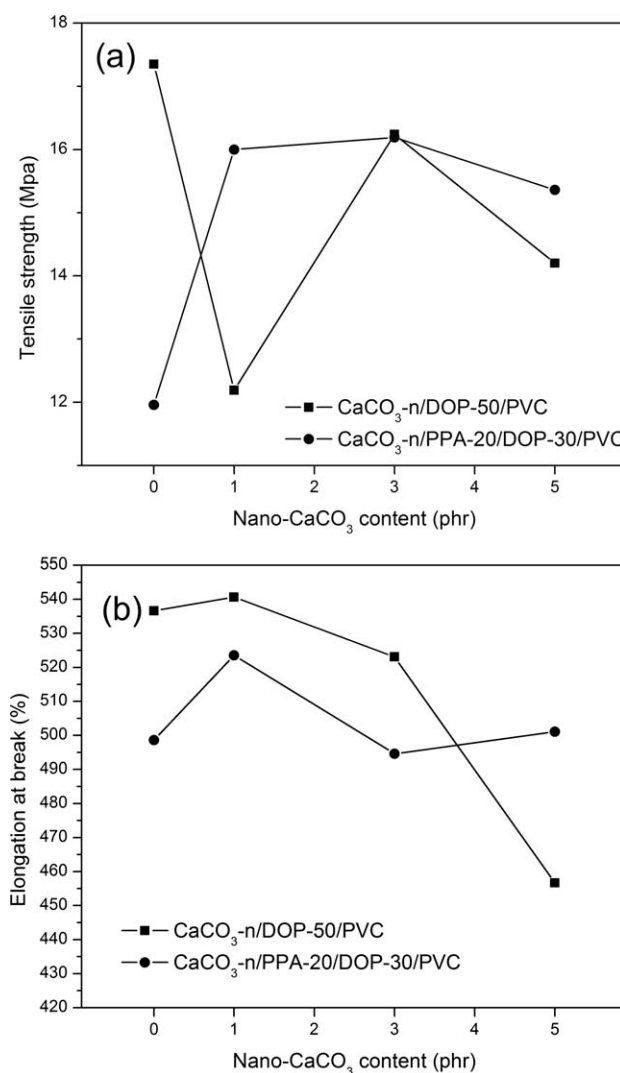 (a)
Tensile strength (Mpa)
18
16
14
12
CaCO₃-n/DOP-50/PVC
CaCO₃-n/PPA-20/DOP-30/PVC
0 1 2 3 4 5
Nano-CaCO₃ content (phr)
(b)
Elongation at break (%)
550
540
530
520
510
500
490
480
470
460
450
440
430
420
CaCO₃-n/DOP-50/PVC
CaCO₃-n/PPA-20/DOP-30/PVC
0 1 2 3 4 5
Nano-CaCO₃ content (phr)